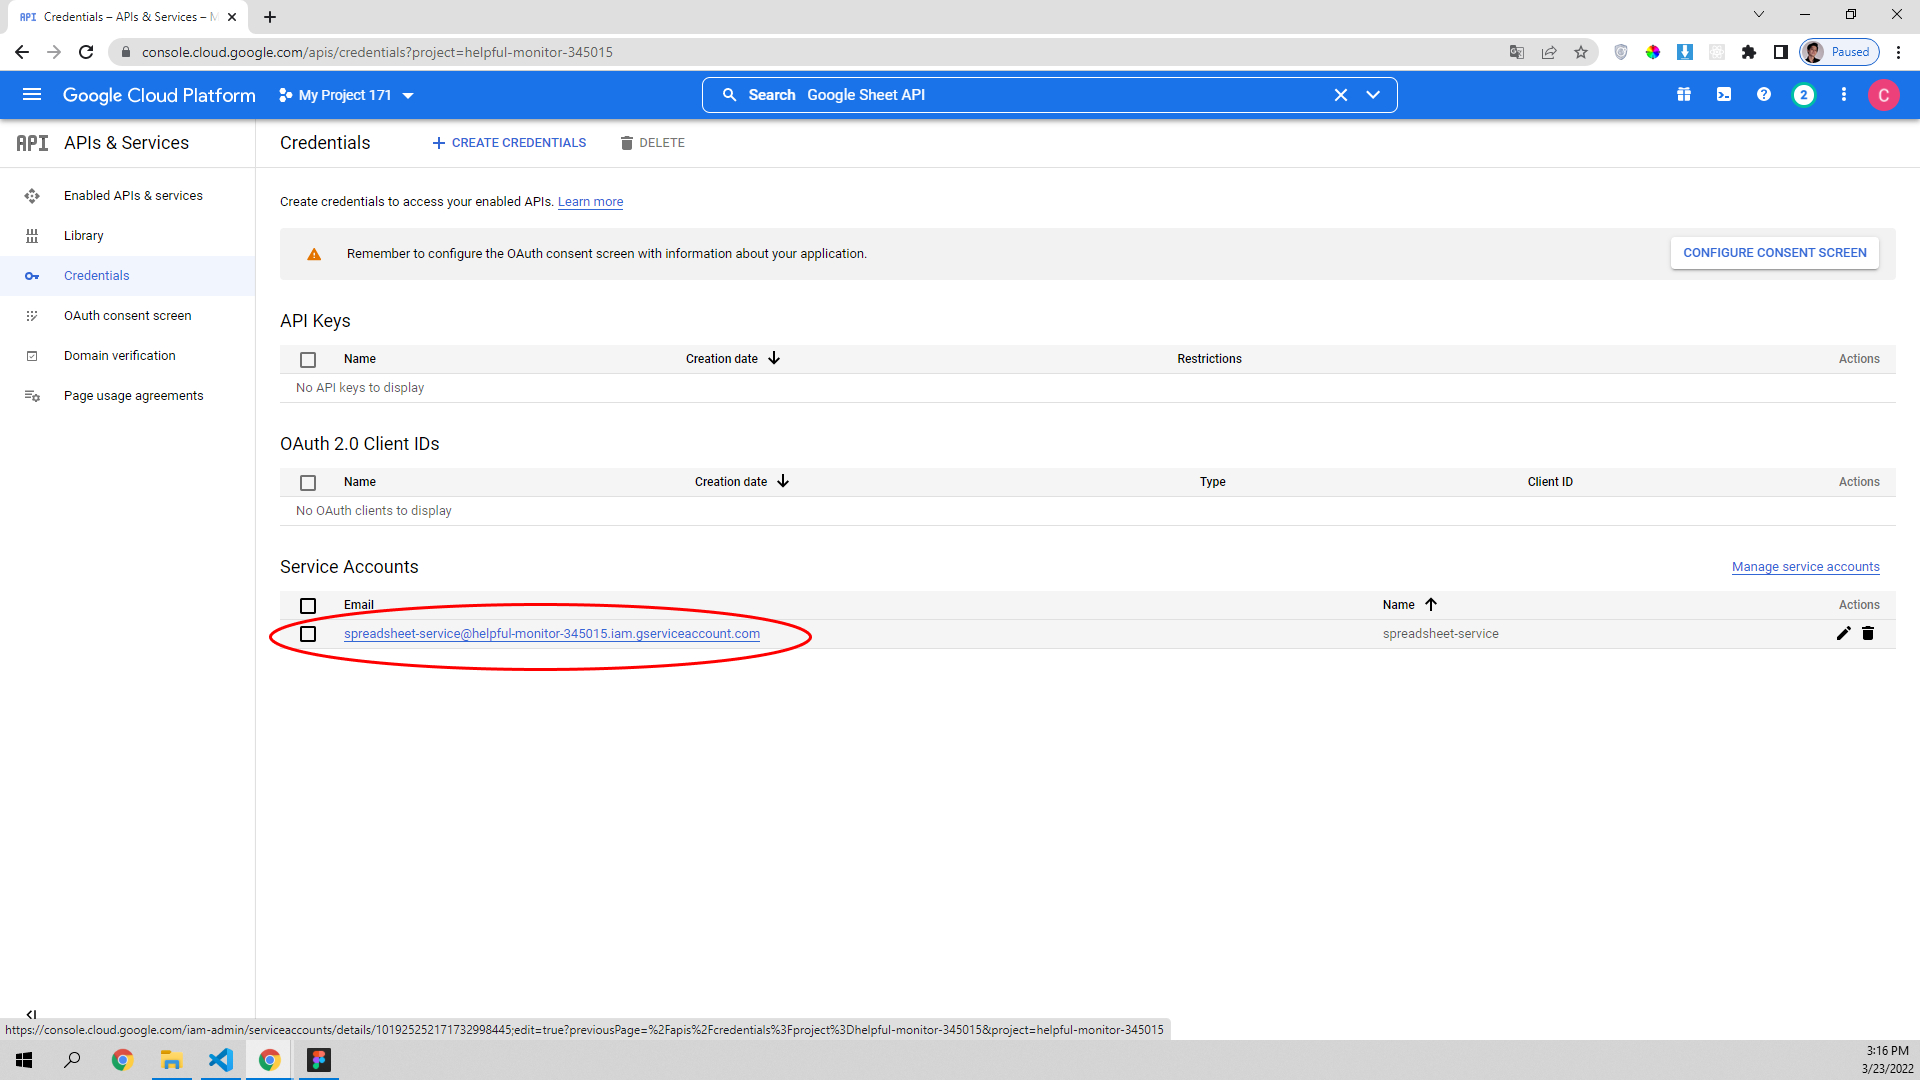 API Credentials – APIs & Services – M
console.cloud.google.com/apis/credentials?project=helpful-monitor-345015
Paused
Google Cloud Platform
My Project 171
Search Google Sheet API
2
C
API APIs & Services
Credentials
CREATE CREDENTIALS
DELETE
Enabled APIs & services
Library
Credentials
OAuth consent screen
Domain verification
Page usage agreements
Create credentials to access your enabled APIs. Learn more
Remember to configure the OAuth consent screen with information about your application.
CONFIGURE CONSENT SCREEN
API Keys
Name Creation date Restrictions Actions
No API keys to display
OAuth 2.0 Client IDs
Name Creation date Type Client ID Actions
No OAuth clients to display
Service Accounts
Manage service accounts
Email Name Actions
spreadsheet-service@helpful-monitor-345015.iam.gserviceaccount.com spreadsheet-service
https://console.cloud.google.com/iam-admin/serviceaccounts/details/101925252171732998445;edit=true?previousPage=%2Fapis%2Fcredentials%3Fproject%3Dhelpful-monitor-345015&project=helpful-monitor-345015
3:16 PM
3/23/2022